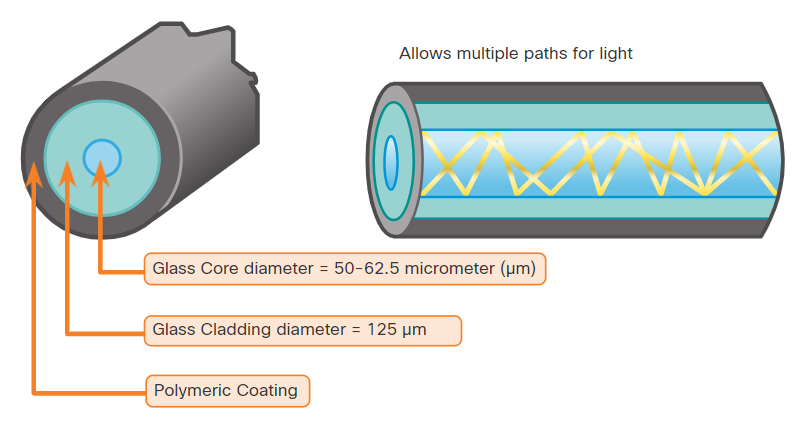 Allows multiple paths for light
Glass Core diameter = 50-62.5 micrometer (µm)
Glass Cladding diameter = 125 µm
Polymeric Coating